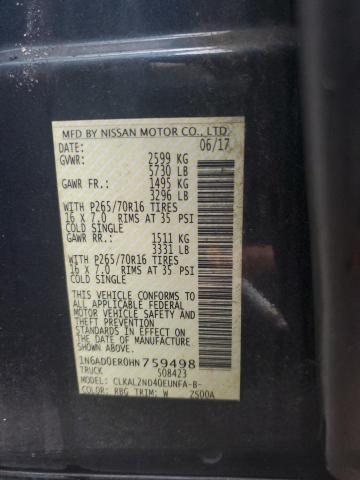 MFD BY NISSAN MOTOR CO., LTD.
DATE: 06/17
GVWR: 2599 KG
5730 LB
GAWR FR.: 1495 KG
3296 LB
WITH P265/70R16 TIRES
16 X 7.0 RIMS AT 35 PSI
COLD SINGLE
GAWR RR.: 1511 KG
3331 LB
WITH P265/70R16 TIRES
16 X 7.0 RIMS AT 35 PSI
COLD SINGLE
THIS VEHICLE CONFORMS TO
ALL APPLICABLE FEDERAL
MOTOR VEHICLE SAFETY
STANDARDS IN EFFECT ON THE
DATE OF MANUFACTURE SHOWN
ABOVE.
1N6AD0ER0HN759498
TRUCK 508423
MODEL: CLKALZND40EUNFA-B-
COLOR: RBG TRIM: W ZS00A